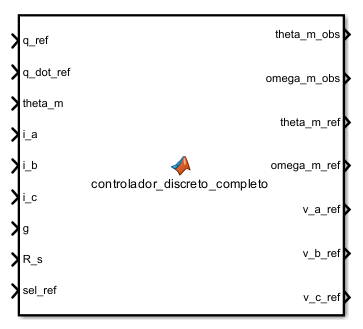 q_ref
q_dot_ref
theta_m
i_a
i_b
i_c
g
R_s
sel_ref
controlador_discreto_completo
theta_m_obs
omega_m_obs
theta_m_ref
omega_m_ref
v_a_ref
v_b_ref
v_c_ref